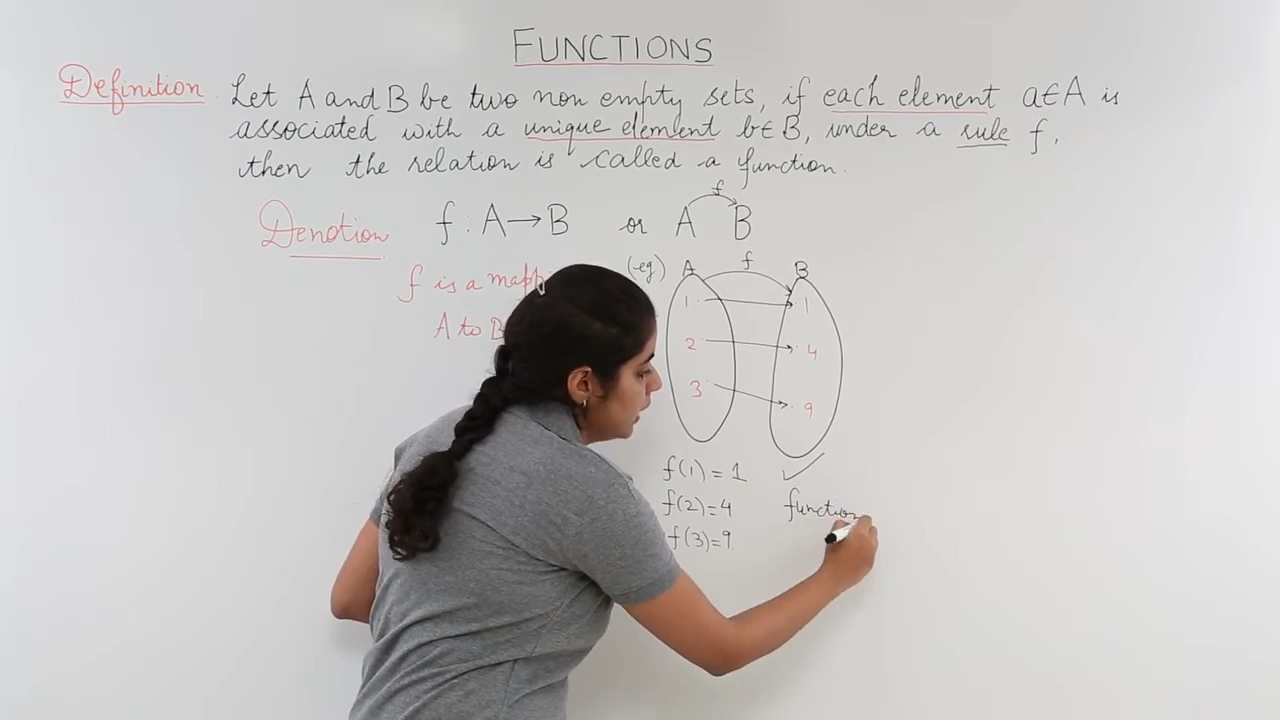 FUNCTIONS
Definition: Let A and B be two non empty sets, if each element a∈A is
associated with a unique element b∈B, under a rule f,
then the relation is called a function.
Denotion f : A→B or A B
f
f is a mapp
A to B
(eg) A f B
1 1
2 4
3 9
f(1) = 1
f(2)=4
f(3)=9
function